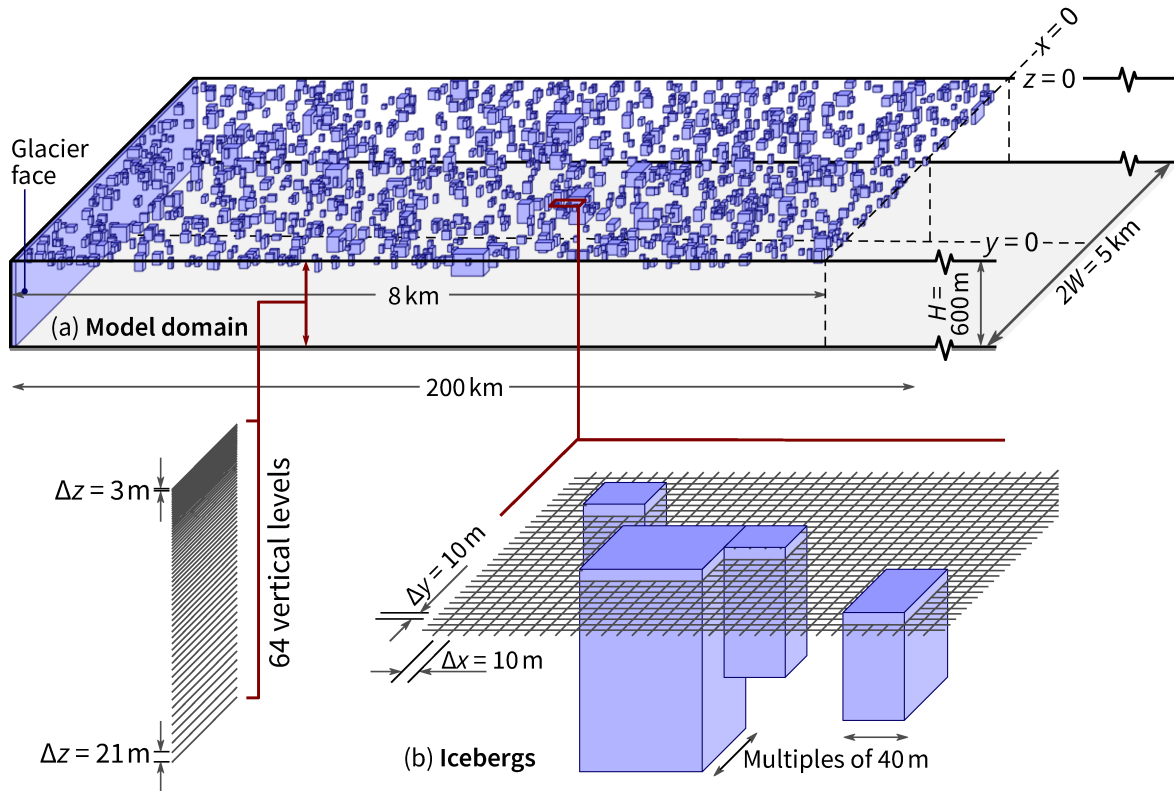 x = 0
z = 0
Glacier
face
y = 0
2W = 5 km
H =
600 m
8 km
(a) Model domain
200 km
Δz = 3 m
64 vertical levels
Δy = 10 m
Δx = 10 m
Δz = 21 m
(b) Icebergs
Multiples of 40 m